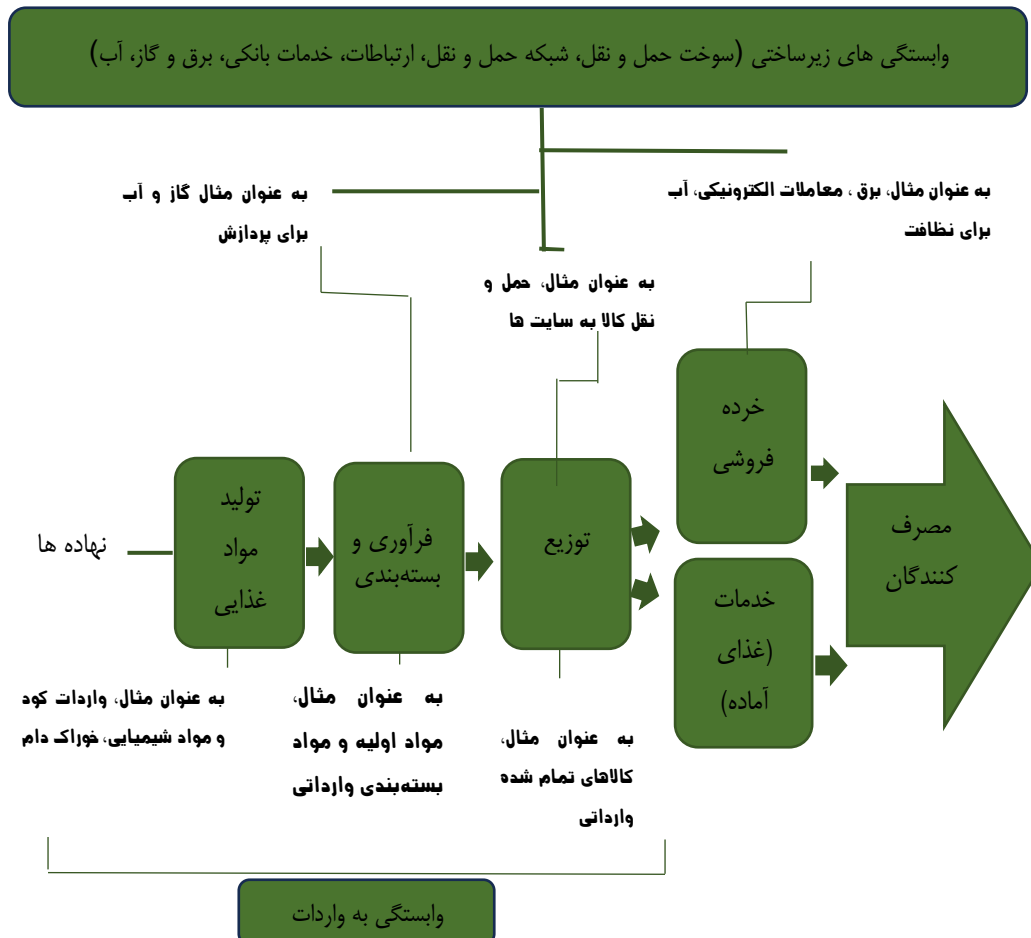 وابستگی های زیرساختی (سوخت حمل و نقل، شبکه حمل و نقل، ارتباطات، خدمات بانکی، برق و گاز، آب)
به عنوان مثال، برق ، معاملات الکترونیکی، آب
برای نظافت
به عنوان مثال گاز و آب
برای پردازش
به عنوان مثال، حمل و
نقل کالا به سایت ها
نهاده ها
تولید
مواد
غذایی
فرآوری و
بسته‌بندی
توزیع
خرده
فروشی
خدمات
(غذای
آماده)
مصرف
کنندگان
به عنوان مثال، واردات کود
و مواد شیمیایی، خوراک دام
به عنوان مثال،
مواد اولیه و مواد
بسته‌بندی وارداتی
به عنوان مثال،
کالاهای تمام شده
وارداتی
وابستگی به واردات